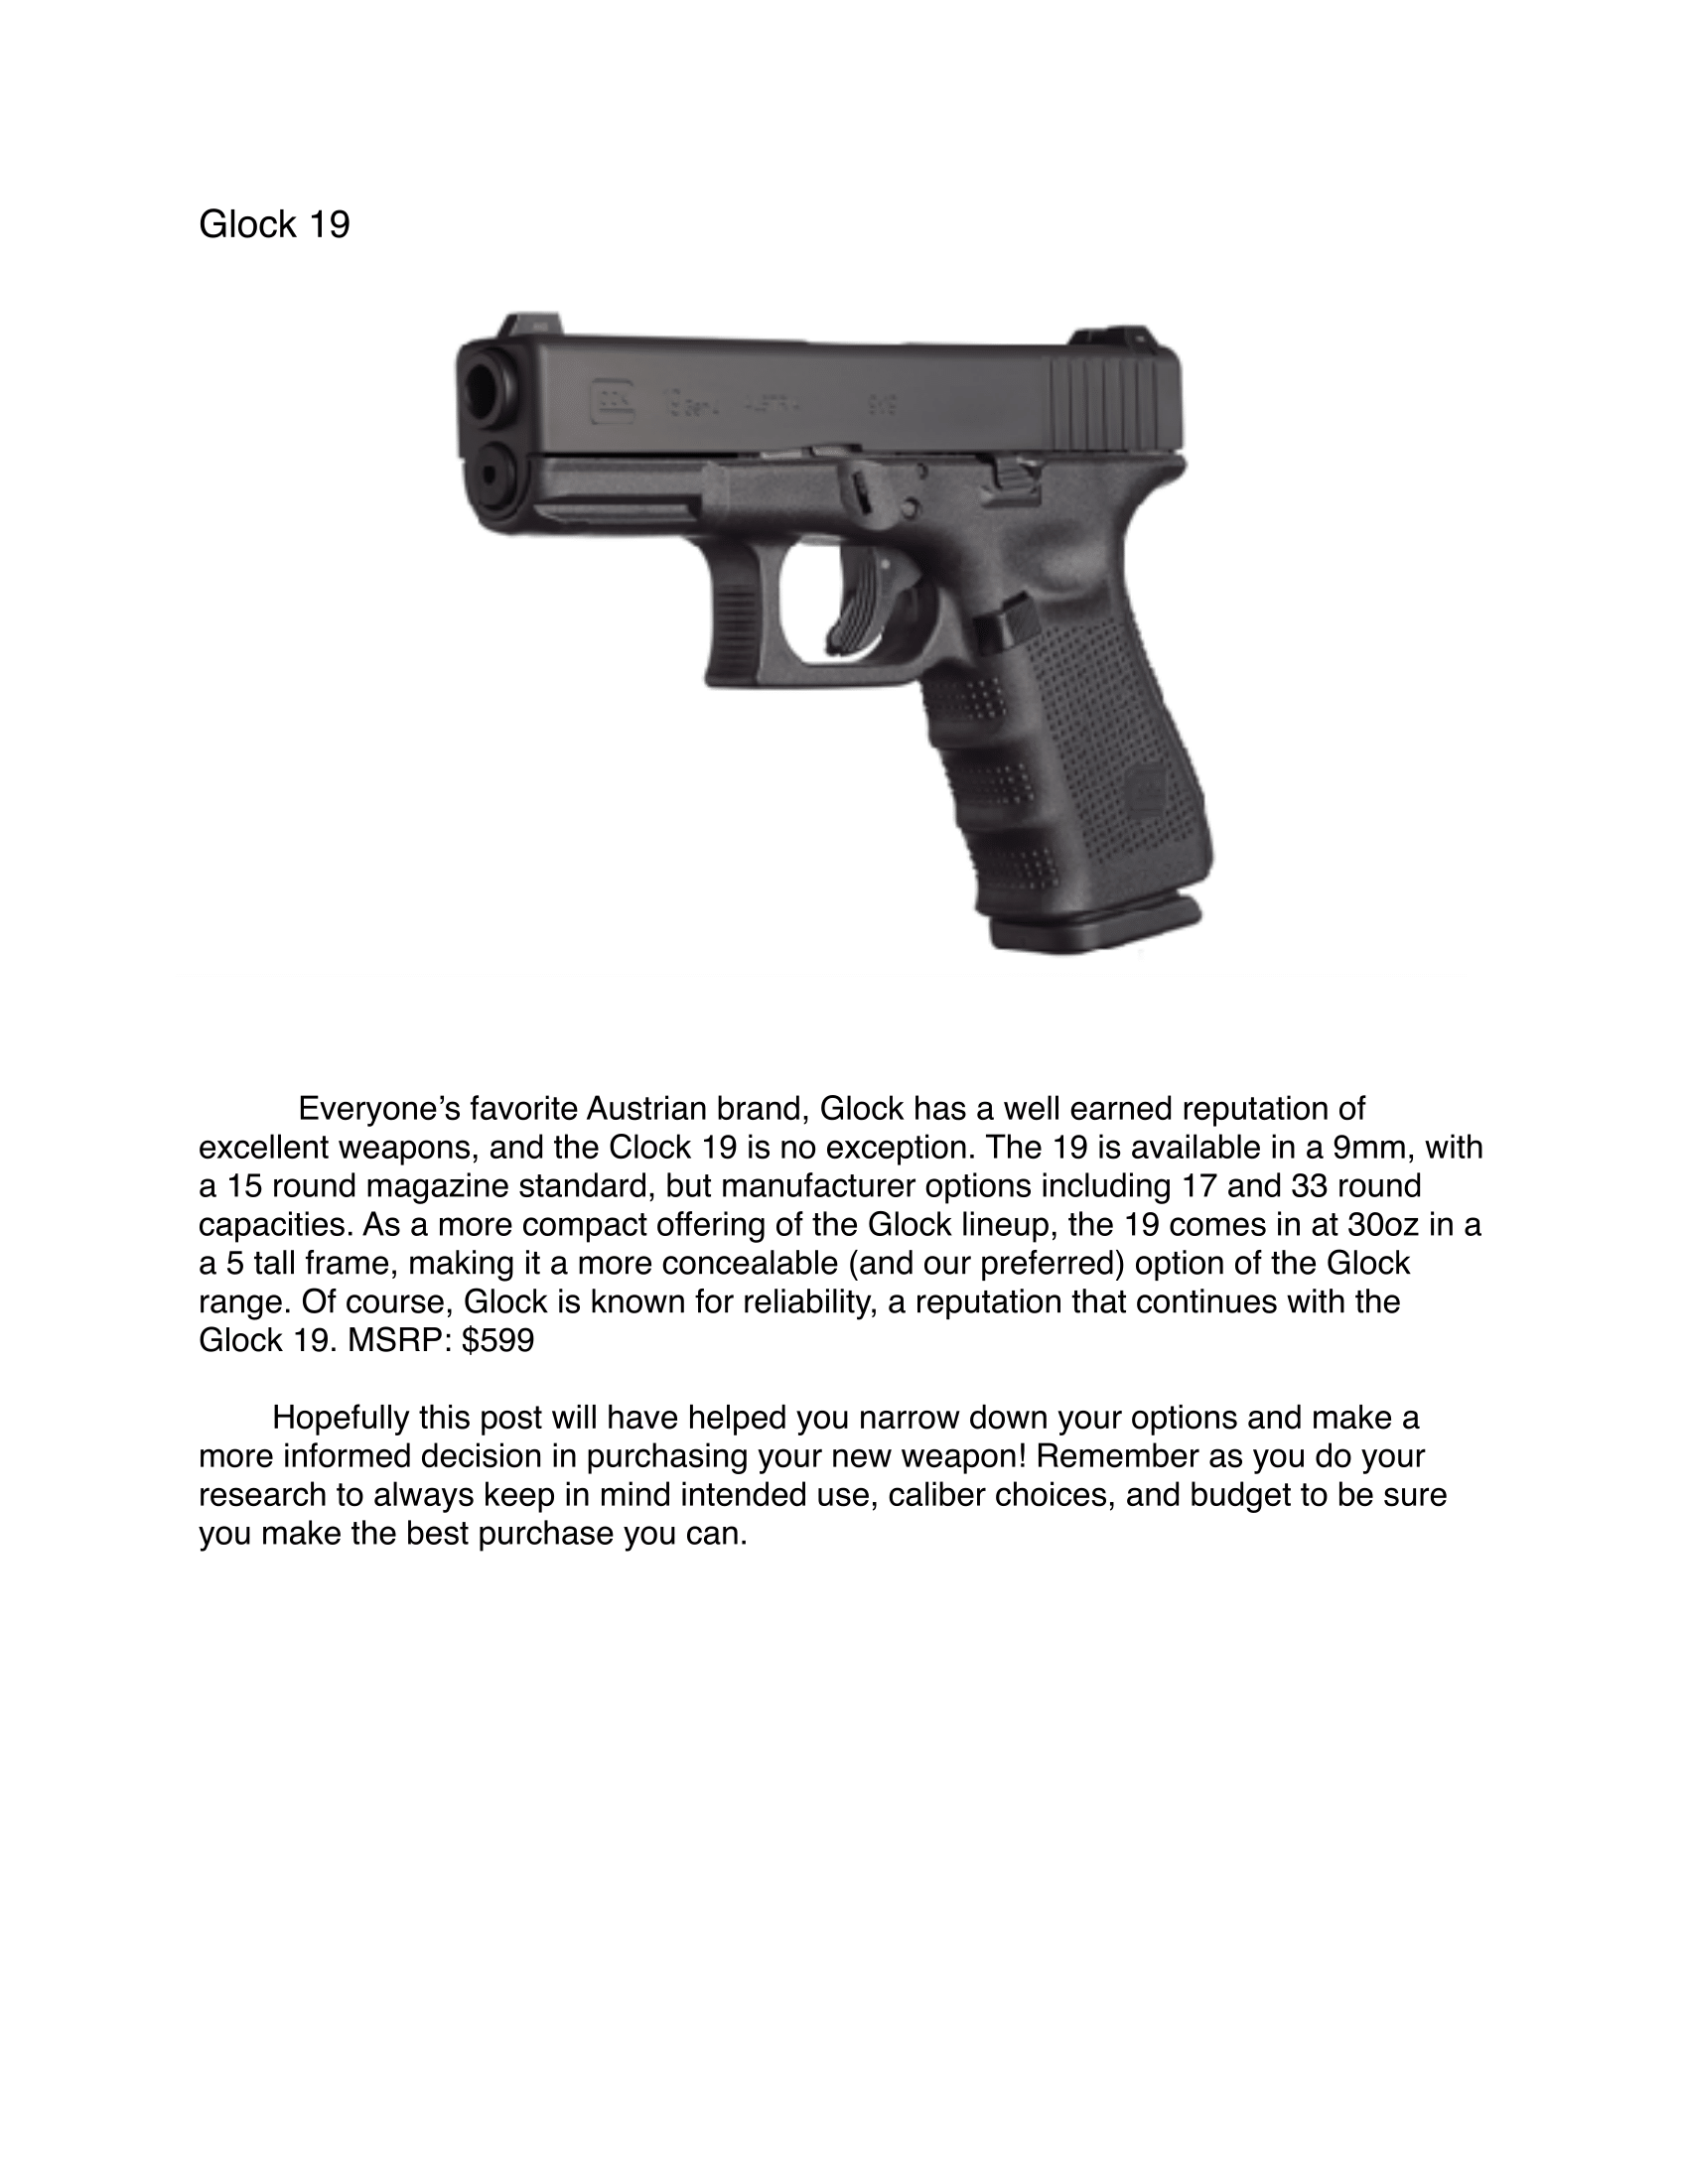 Glock 19
Everyone’s favorite Austrian brand, Glock has a well earned reputation of
excellent weapons, and the Clock 19 is no exception. The 19 is available in a 9mm, with
a 15 round magazine standard, but manufacturer options including 17 and 33 round
capacities. As a more compact offering of the Glock lineup, the 19 comes in at 30oz in a
a 5 tall frame, making it a more concealable (and our preferred) option of the Glock
range. Of course, Glock is known for reliability, a reputation that continues with the
Glock 19. MSRP: $599
Hopefully this post will have helped you narrow down your options and make a
more informed decision in purchasing your new weapon! Remember as you do your
research to always keep in mind intended use, caliber choices, and budget to be sure
you make the best purchase you can.